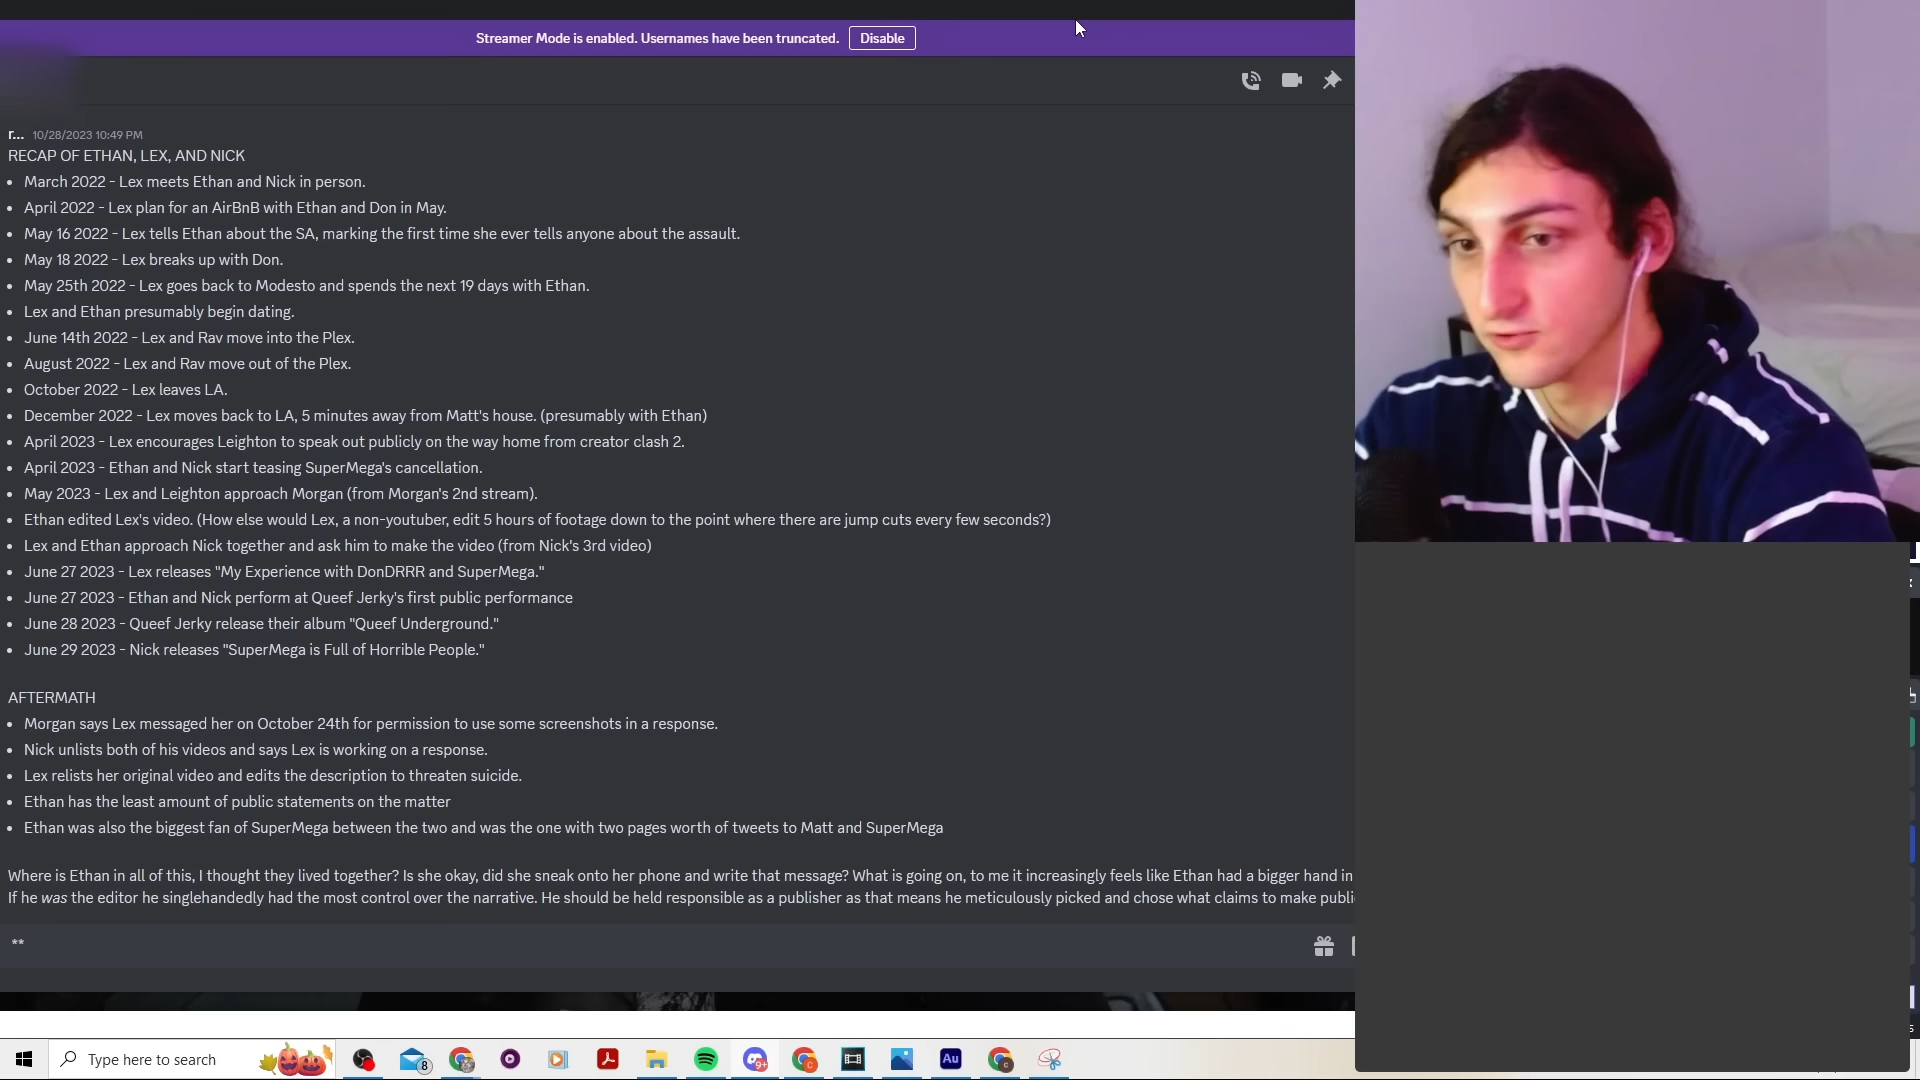 Streamer Mode is enabled. Usernames have been truncated. Disable
r... 10/28/2023 10:49 PM
RECAP OF ETHAN, LEX, AND NICK
• March 2022 - Lex meets Ethan and Nick in person.
• April 2022 - Lex plan for an AirBnB with Ethan and Don in May.
• May 16 2022 - Lex tells Ethan about the SA, marking the first time she ever tells anyone about the assault.
• May 18 2022 - Lex breaks up with Don.
• May 25th 2022 - Lex goes back to Modesto and spends the next 19 days with Ethan.
• Lex and Ethan presumably begin dating.
• June 14th 2022 - Lex and Rav move into the Plex.
• August 2022 - Lex and Rav move out of the Plex.
• October 2022 - Lex leaves LA.
• December 2022 - Lex moves back to LA, 5 minutes away from Matt's house. (presumably with Ethan)
• April 2023 - Lex encourages Leighton to speak out publicly on the way home from creator clash 2.
• April 2023 - Ethan and Nick start teasing SuperMega's cancellation.
• May 2023 - Lex and Leighton approach Morgan (from Morgan's 2nd stream).
• Ethan edited Lex's video. (How else would Lex, a non-youtuber, edit 5 hours of footage down to the point where there are jump cuts every few seconds?)
• Lex and Ethan approach Nick together and ask him to make the video (from Nick's 3rd video)
• June 27 2023 - Lex releases "My Experience with DonDRRR and SuperMega."
• June 27 2023 - Ethan and Nick perform at Queef Jerky's first public performance
• June 28 2023 - Queef Jerky release their album "Queef Underground."
• June 29 2023 - Nick releases "SuperMega is Full of Horrible People."
AFTERMATH
• Morgan says Lex messaged her on October 24th for permission to use some screenshots in a response.
• Nick unlists both of his videos and says Lex is working on a response.
• Lex relists her original video and edits the description to threaten suicide.
• Ethan has the least amount of public statements on the matter
• Ethan was also the biggest fan of SuperMega between the two and was the one with two pages worth of tweets to Matt and SuperMega
Where is Ethan in all of this, I thought they lived together? Is she okay, did she sneak onto her phone and write that message? What is going on, to me it increasingly feels like Ethan had a bigger hand in
If he was the editor he singlehandedly had the most control over the narrative. He should be held responsible as a publisher as that means he meticulously picked and chose what claims to make publi
**
Type here to search
8
9+
Au